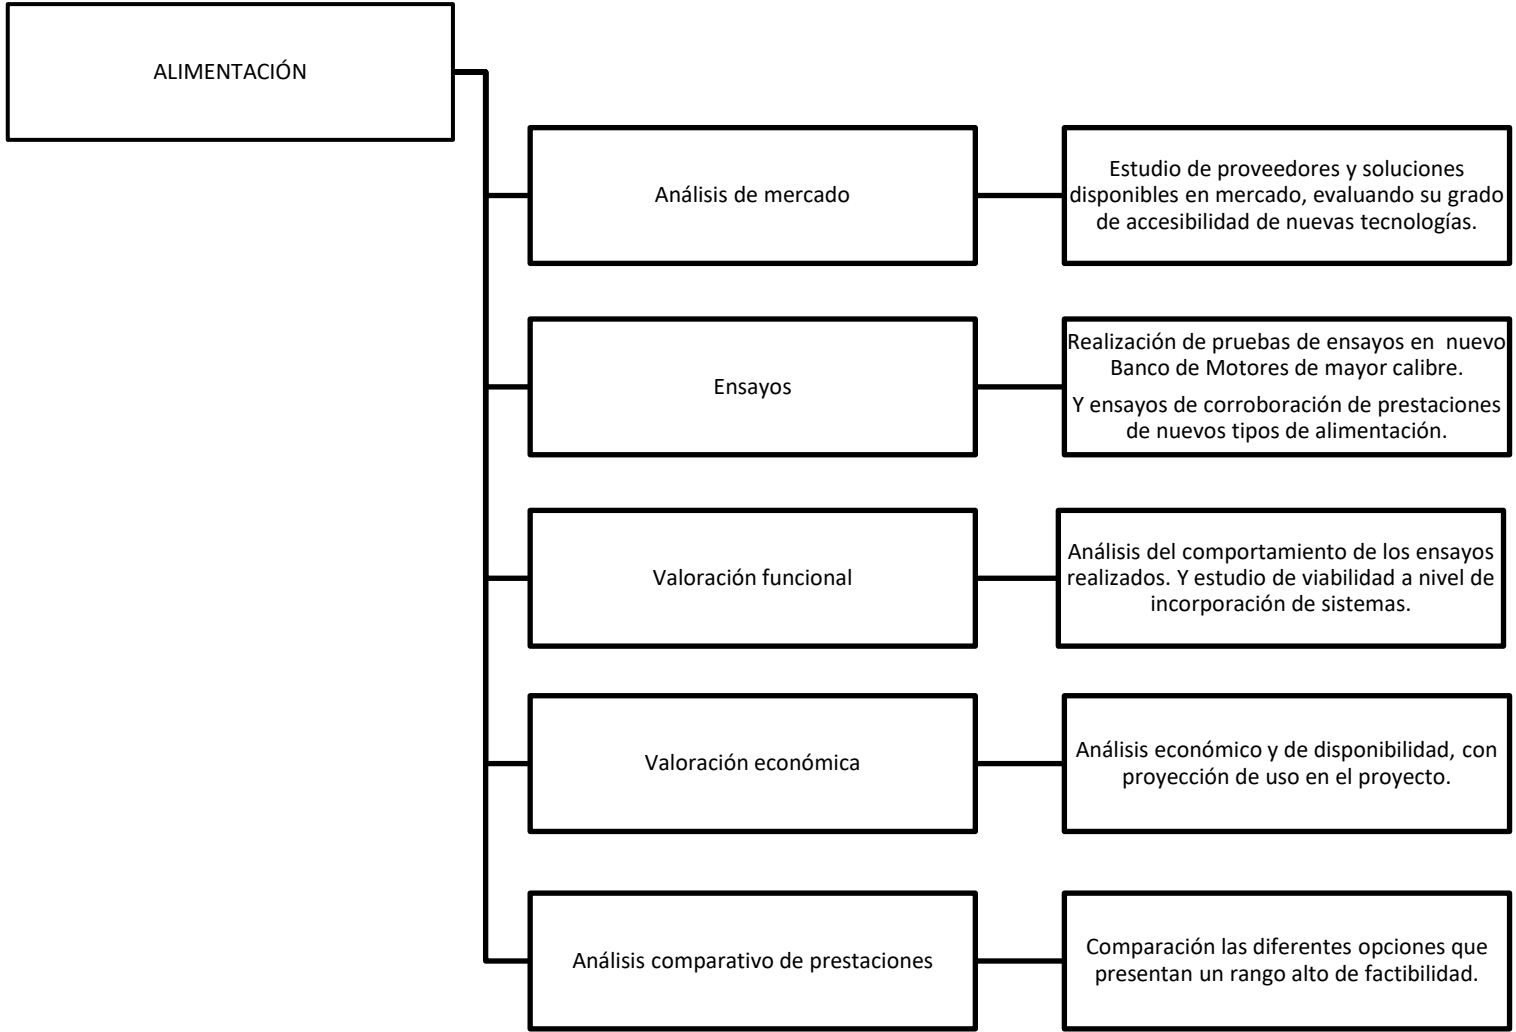 ALIMENTACIÓN
Análisis de mercado
Estudio de proveedores y soluciones
disponibles en mercado, evaluando su grado
de accesibilidad de nuevas tecnologías.
Ensayos
Realización de pruebas de ensayos en  nuevo
Banco de Motores de mayor calibre.
Y ensayos de corroboración de prestaciones
de nuevos tipos de alimentación.
Valoración funcional
Análisis del comportamiento de los ensayos
realizados. Y estudio de viabilidad a nivel de
incorporación de sistemas.
Valoración económica
Análisis económico y de disponibilidad, con
proyección de uso en el proyecto.
Análisis comparativo de prestaciones
Comparación las diferentes opciones que
presentan un rango alto de factibilidad.